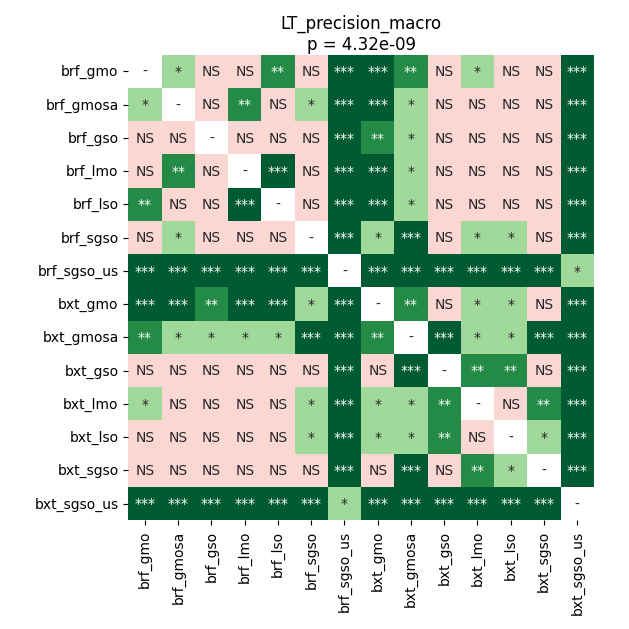 LT_precision_macro
p = 4.32e-09
brf_gmo - * NS NS ** NS *** *** ** NS * NS NS ***
brf_gmosa * - NS ** NS * *** *** * NS NS NS NS ***
brf_gso NS NS - NS NS NS *** ** * NS NS NS NS ***
brf_lmo NS ** NS - *** NS *** *** * NS NS NS NS ***
brf_lso ** NS NS *** - NS *** *** * NS NS NS NS ***
brf_sgso NS * NS NS NS - *** * *** NS * * NS ***
brf_sgso_us *** *** *** *** *** *** - *** *** *** *** *** *** *
bxt_gmo *** *** ** *** *** * *** - ** NS * * NS ***
bxt_gmosa ** * * * * *** *** ** - *** * * *** ***
bxt_gso NS NS NS NS NS NS *** NS *** - ** ** NS ***
bxt_lmo * NS NS NS NS * *** * * ** - NS ** ***
bxt_lso NS NS NS NS NS * *** * * ** NS - * ***
bxt_sgso NS NS NS NS NS NS *** NS *** NS ** * - ***
bxt_sgso_us *** *** *** *** *** *** * *** *** *** *** *** *** -
brf_gmo brf_gmosa brf_gso brf_lmo brf_lso brf_sgso brf_sgso_us bxt_gmo bxt_gmosa bxt_gso bxt_lmo bxt_lso bxt_sgso bxt_sgso_us